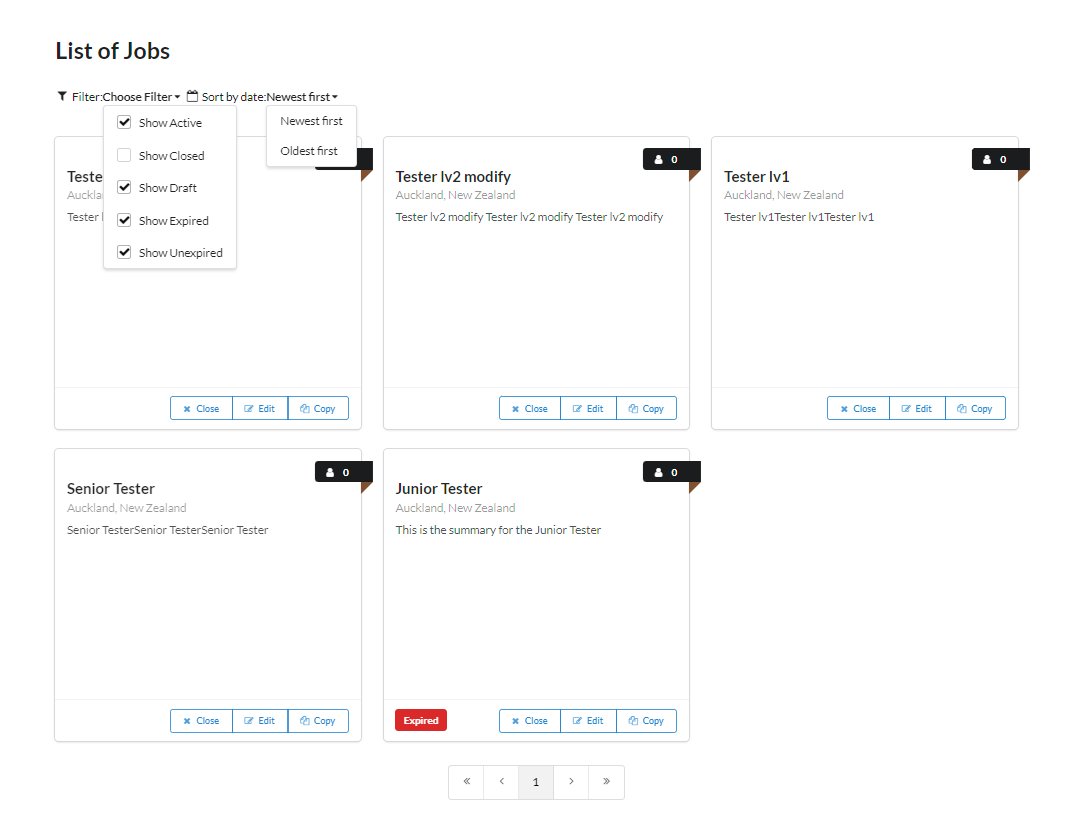 List of Jobs
Filter:Choose Filter Sort by date:Newest first
Show Active
Show Closed
Show Draft
Show Expired
Show Unexpired
Newest first
Oldest first
Close Edit Copy
0
Tester lv2 modify
Auckland, New Zealand
Tester lv2 modify Tester lv2 modify Tester lv2 modify
Close Edit Copy
0
Tester lv1
Auckland, New Zealand
Tester lv1Tester lv1Tester lv1
Close Edit Copy
0
Senior Tester
Auckland, New Zealand
Senior TesterSenior TesterSenior Tester
Close Edit Copy
0
Junior Tester
Auckland, New Zealand
This is the summary for the Junior Tester
Expired Close Edit Copy
« ‹ 1 › »